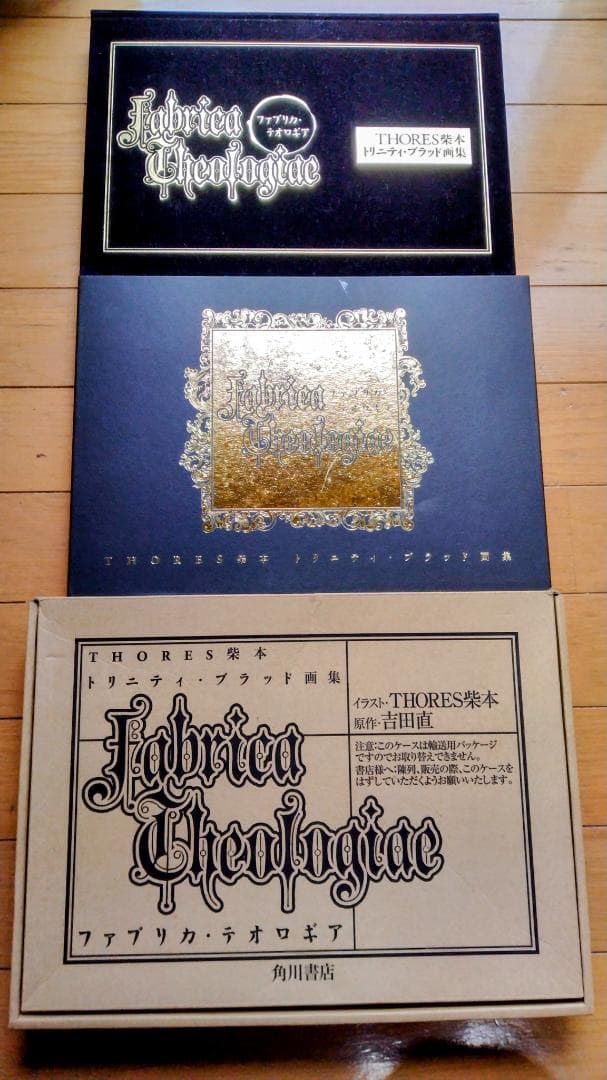 Fabrica
Theologiae
ファブリカ・
テオロギア
THORES柴本
トリニティ・ブラッド画集
Fabrica
Theologiae
ファブリカ・
THORES柴本 トリニティ・ブラッド画集
THORES柴本
トリニティ・ブラッド画集
Fabrica
Theologiae
ファブリカ・テオロギア
イラスト・THORES柴本
原作・吉田直
注意:このケースは輸送用パッケージ
ですのでお取り替えできません。
書店様へ:陳列、販売の際、このケースを
はずしていただくようお願いいたします。
角川書店